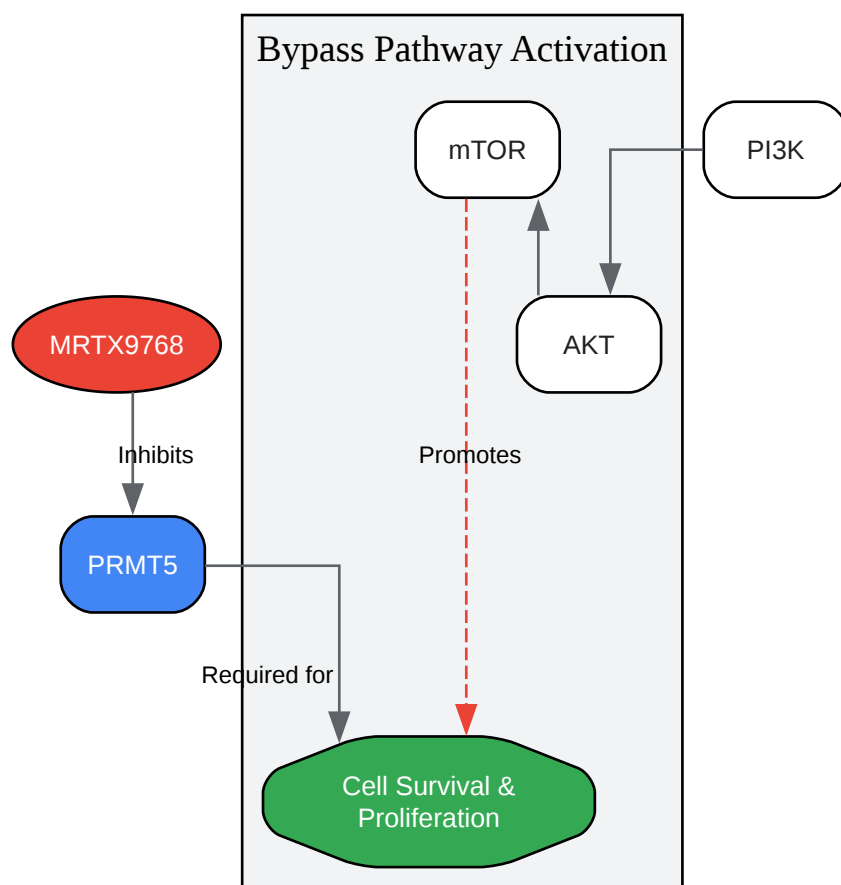 Bypass Pathway Activation
mTOR
PI3K
MRTX9768
AKT
Inhibits
Promotes
PRMT5
Required for
Cell Survival &
Proliferation